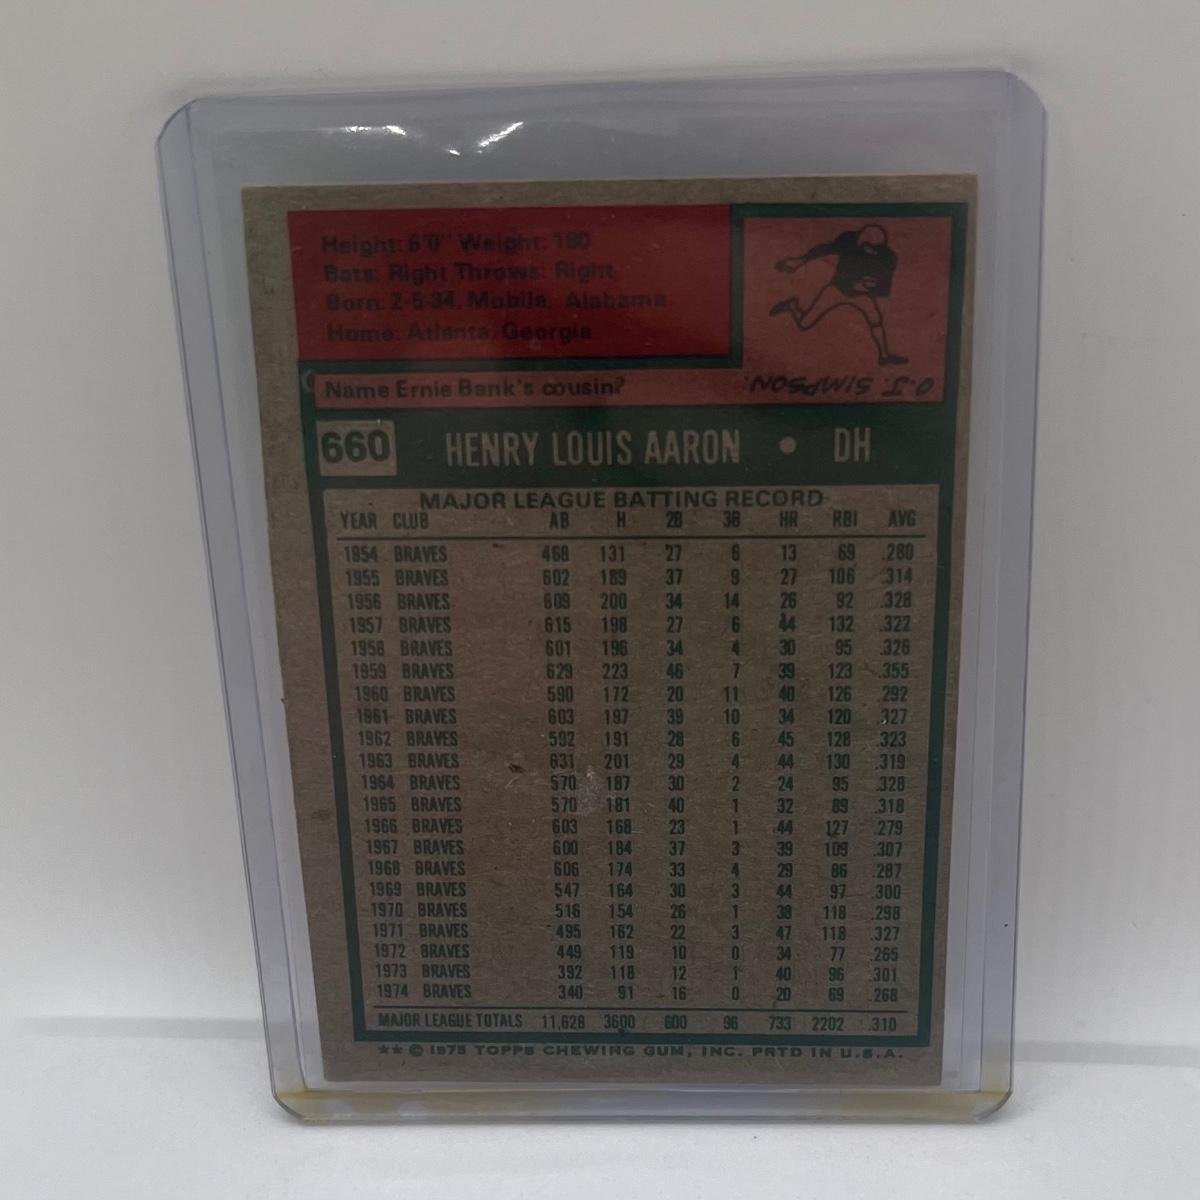 Height: 6'0" Weight: 180
Bats: Right Throws: Right
Born: 2-5-34, Mobile, Alabama
Home: Atlanta, Georgia
Name Ernie Bank's cousin?
O.J. SIMPSON
660 HENRY LOUIS AARON • DH
MAJOR LEAGUE BATTING RECORD
YEAR CLUB AB H 2B 3B HR RBI AVG
1954 BRAVES 468 131 27 6 13 69 .280
1955 BRAVES 602 189 37 9 27 106 .314
1956 BRAVES 609 200 34 14 26 92 .328
1957 BRAVES 615 198 27 6 44 132 .322
1958 BRAVES 601 196 34 4 30 95 .326
1959 BRAVES 629 223 46 7 39 123 .355
1960 BRAVES 590 172 20 11 40 126 .292
1961 BRAVES 603 197 39 10 34 120 .327
1962 BRAVES 592 191 28 6 45 128 .323
1963 BRAVES 631 201 29 4 44 130 .319
1964 BRAVES 570 187 30 2 24 95 .328
1965 BRAVES 570 181 40 1 32 89 .318
1966 BRAVES 603 168 23 1 44 127 .279
1967 BRAVES 600 184 37 3 39 109 .307
1968 BRAVES 606 174 33 4 29 86 .287
1969 BRAVES 547 164 30 3 44 97 .300
1970 BRAVES 516 154 26 1 38 118 .298
1971 BRAVES 495 162 22 3 47 118 .327
1972 BRAVES 449 119 10 0 34 77 .265
1973 BRAVES 392 118 12 1 40 96 .301
1974 BRAVES 340 91 16 0 20 69 .268
MAJOR LEAGUE TOTALS 11,628 3600 600 96 733 2202 .310
★★ © 1975 TOPPS CHEWING GUM, INC. PRTD IN U.S.A.